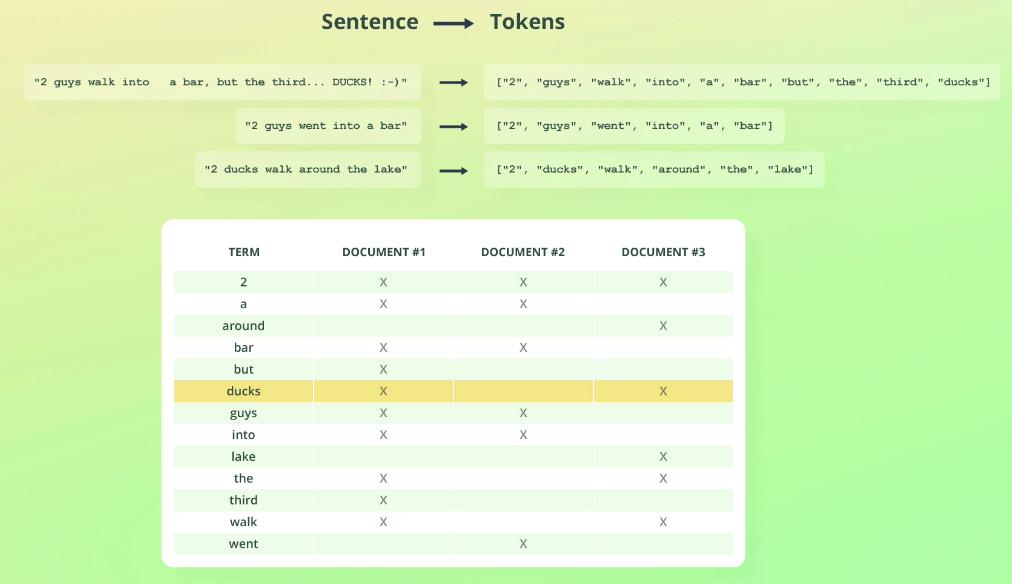 Sentence → Tokens
"2 guys walk into   a bar, but the third... DUCKS! :-)" → ["2", "guys", "walk", "into", "a", "bar", "but", "the", "third", "ducks"]
"2 guys went into a bar" → ["2", "guys", "went", "into", "a", "bar"]
"2 ducks walk around the lake" → ["2", "ducks", "walk", "around", "the", "lake"]
TERM DOCUMENT #1 DOCUMENT #2 DOCUMENT #3
2 X X X
a X X
around X
bar X X
but X
ducks X X
guys X X
into X X
lake X
the X X
third X
walk X X
went X